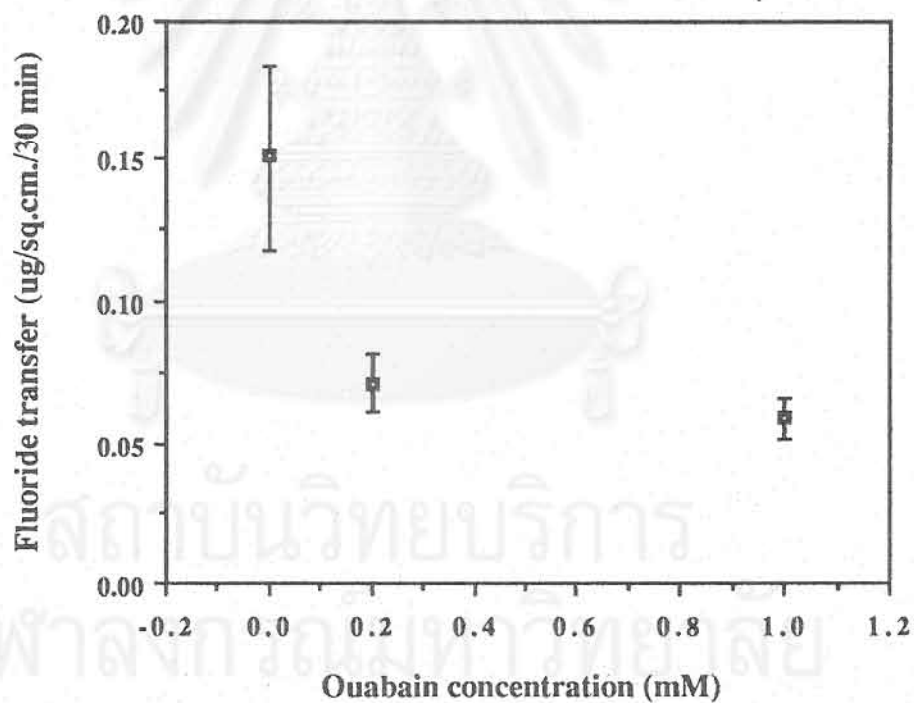 0.20
0.15
0.10
0.05
0.00
Fluoride transfer (ug/sq.cm./30 min)
-0.2 0.0 0.2 0.4 0.6 0.8 1.0 1.2
Ouabain concentration (mM)
สถาบันวิทยบริการ
จุฬาลงกรณ์มหาวิทยาลัย